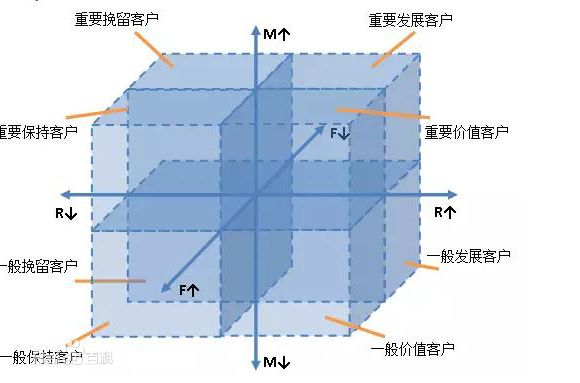 重要挽留客户
重要发展客户
M↑
重要保持客户
重要价值客户
F↓
R↓
R↑
一般挽留客户
一般发展客户
F↑
一般保持客户
一般价值客户
M↓
百科